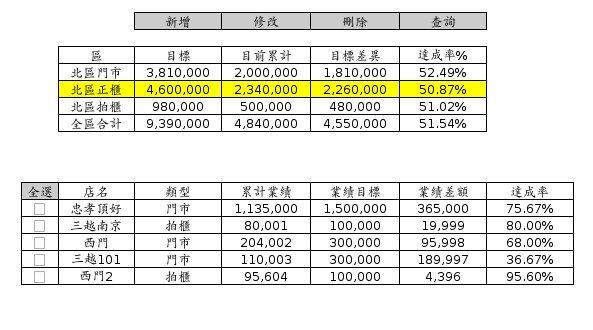 新增 修改 刪除 查詢
區 目標 目前累計 目標差異 達成率%
北區門市 3,810,000 2,000,000 1,810,000 52.49%
北區正櫃 4,600,000 2,340,000 2,260,000 50.87%
北區拍櫃 980,000 500,000 480,000 51.02%
全區合計 9,390,000 4,840,000 4,550,000 51.54%
全選 店名 類型 累計業績 業績目標 業績差額 達成率
忠孝頂好 門市 1,135,000 1,500,000 365,000 75.67%
三越南京 拍櫃 80,001 100,000 19,999 80.00%
西門 門市 204,002 300,000 95,998 68.00%
三越101 門市 110,003 300,000 189,997 36.67%
西門2 拍櫃 95,604 100,000 4,396 95.60%